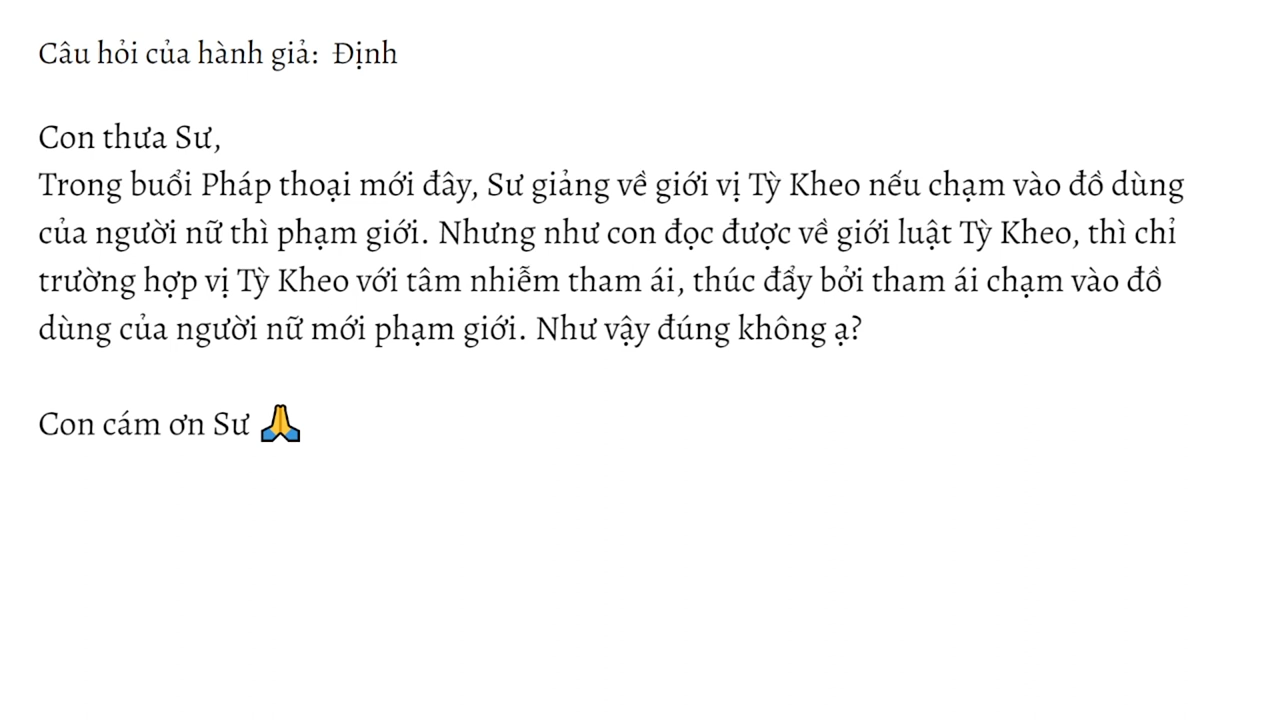 Câu hỏi của hành giả: Định
Con thưa Sư,
Trong buổi Pháp thoại mới đây, Sư giảng về giới vị Tỳ Kheo nếu chạm vào đồ dùng
của người nữ thì phạm giới. Nhưng như con đọc được về giới luật Tỳ Kheo, thì chỉ
trường hợp vị Tỳ Kheo với tâm nhiễm tham ái, thúc đẩy bởi tham ái chạm vào đồ
dùng của người nữ mới phạm giới. Như vậy đúng không ạ?
Con cám ơn Sư 🙏